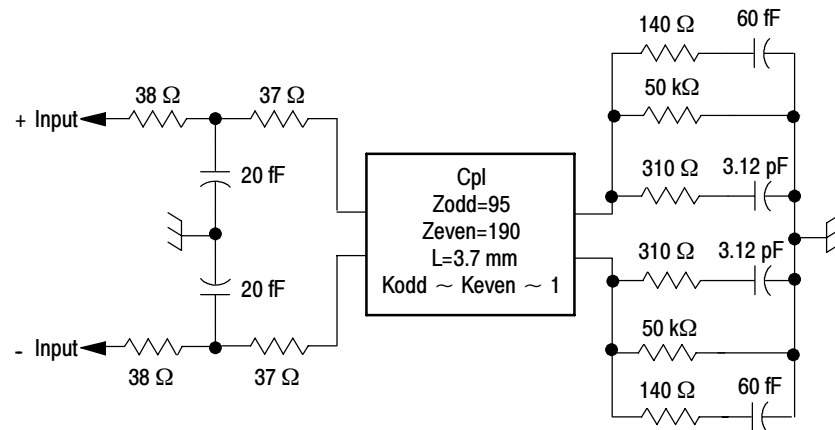 140 Ω
60 fF
50 kΩ
38 Ω
37 Ω
+ Input
310 Ω
3.12 pF
20 fF
Cpl
Zodd=95
Zeven=190
L=3.7 mm
Kodd ~ Keven ~ 1
3.12 pF
310 Ω
20 fF
50 kΩ
- Input
38 Ω
37 Ω
140 Ω
60 fF